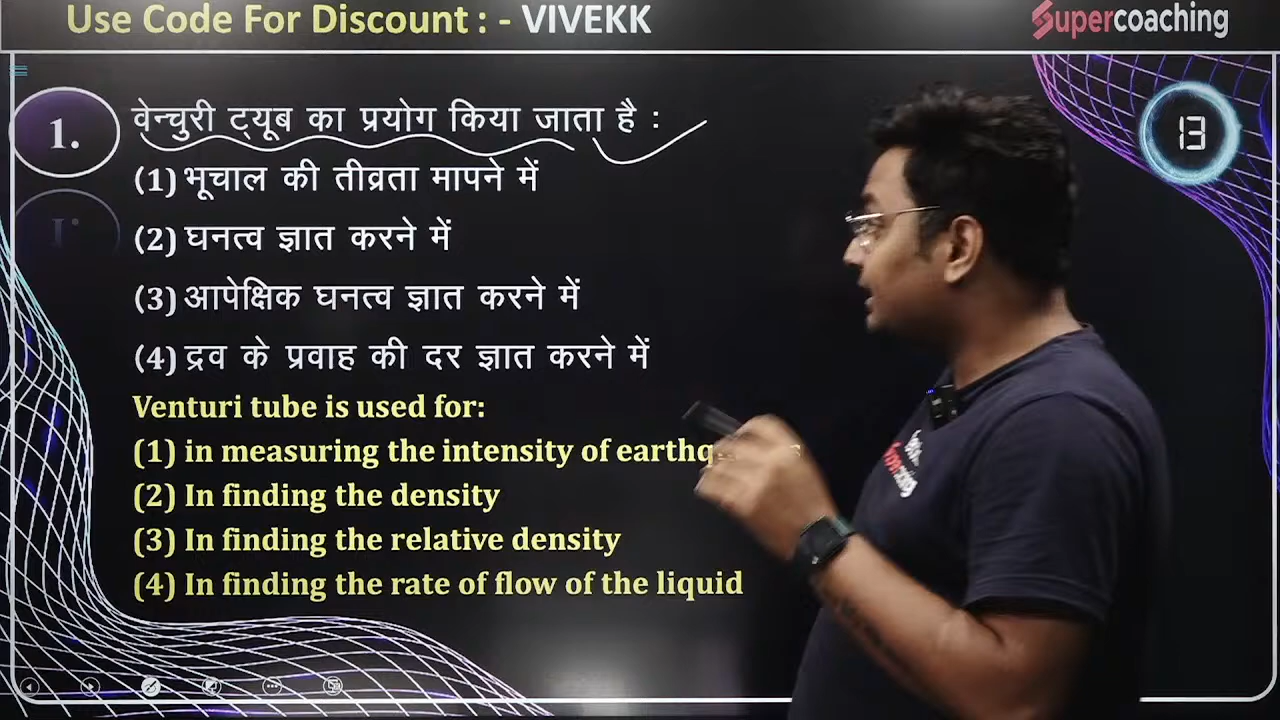 Use Code For Discount : - VIVEKK
Supercoaching
1.
वेन्चुरी ट्यूब का प्रयोग किया जाता है :
13
(1) भूचाल की तीव्रता मापने में
(2) घनत्व ज्ञात करने में
(3) आपेक्षिक घनत्व ज्ञात करने में
(4) द्रव के प्रवाह की दर ज्ञात करने में
Venturi tube is used for:
(1) in measuring the intensity of
(2) In finding the density
(3) In finding the relative density
(4) In finding the rate of flow of the liquid